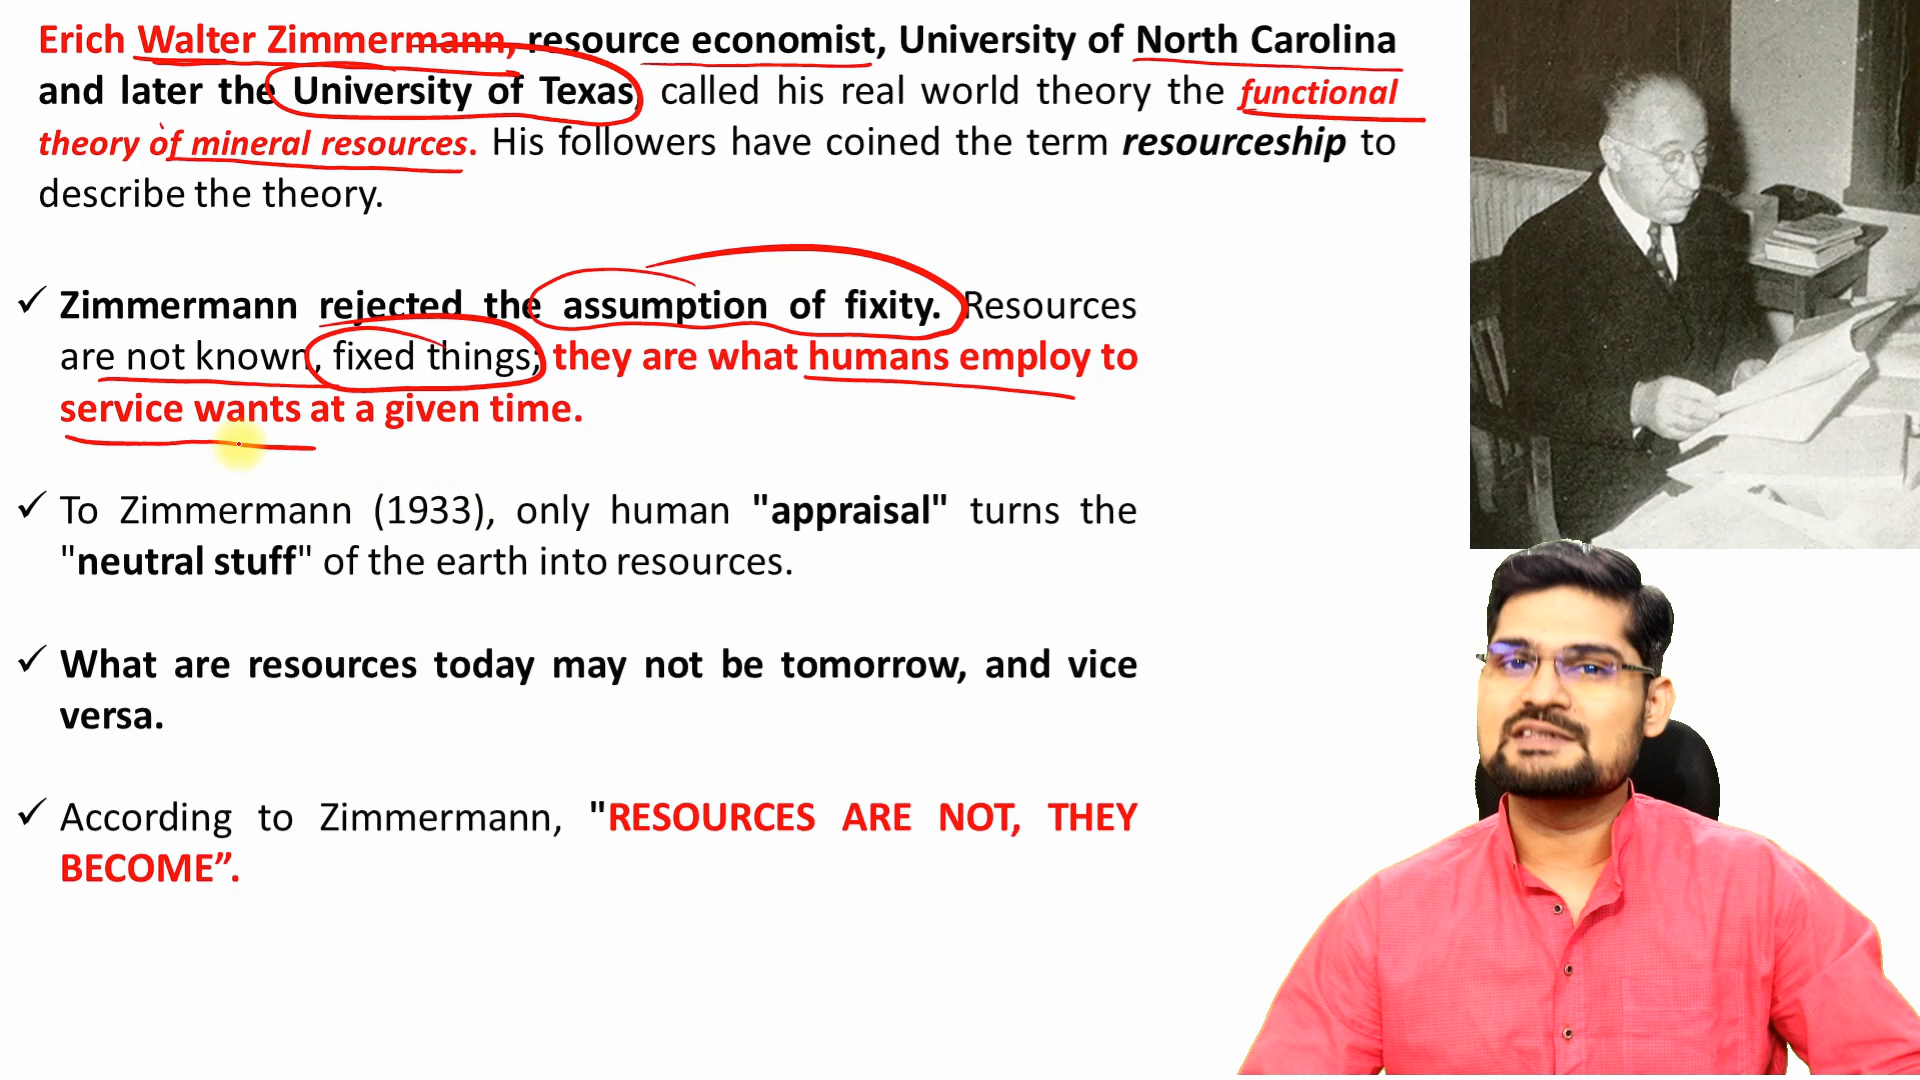 Erich Walter Zimmermann, resource economist, University of North Carolina
and later the University of Texas, called his real world theory the functional
theory of mineral resources. His followers have coined the term resourceship to
describe the theory.
✓ Zimmermann rejected the assumption of fixity. Resources
are not known, fixed things; they are what humans employ to
service wants at a given time.
✓ To Zimmermann (1933), only human "appraisal" turns the
"neutral stuff" of the earth into resources.
✓ What are resources today may not be tomorrow, and vice
versa.
✓ According to Zimmermann, "RESOURCES ARE NOT, THEY
BECOME”.